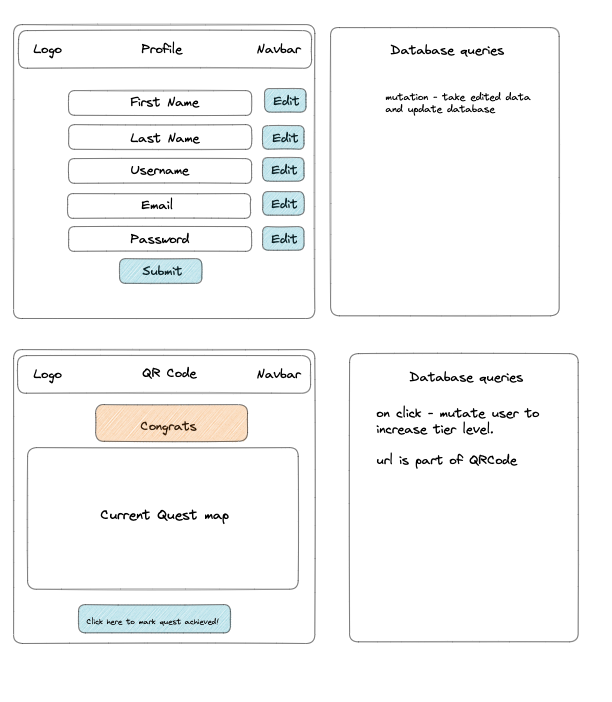 Logo
Profile
Navbar
First Name
Edit
Last Name
Edit
Username
Edit
Email
Edit
Password
Edit
Submit
Database queries
mutation - take edited data
and update database
Logo
QR Code
Navbar
Congrats
Current Quest map
Click here to mark quest achieved!
Database queries
on click - mutate user to
increase tier level.
url is part of QRCode